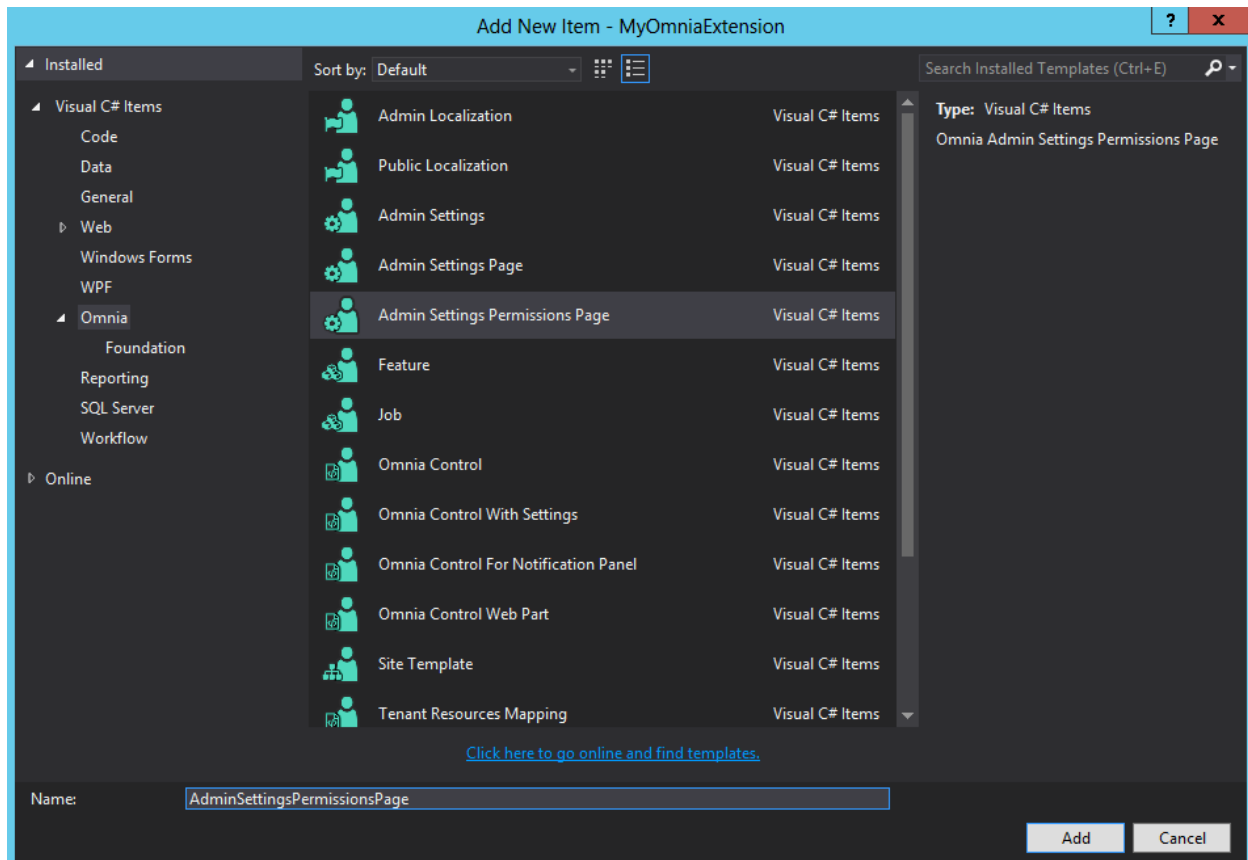 Add New Item - MyOmniaExtension
?
x
Installed
Sort by: Default
Search Installed Templates (Ctrl+E)
Visual C# Items
Code
Data
General
Web
Windows Forms
WPF
Omnia
Foundation
Reporting
SQL Server
Workflow
Online
Admin Localization Visual C# Items
Public Localization Visual C# Items
Admin Settings Visual C# Items
Admin Settings Page Visual C# Items
Admin Settings Permissions Page Visual C# Items
Feature Visual C# Items
Job Visual C# Items
Omnia Control Visual C# Items
Omnia Control With Settings Visual C# Items
Omnia Control For Notification Panel Visual C# Items
Omnia Control Web Part Visual C# Items
Site Template Visual C# Items
Tenant Resources Mapping Visual C# Items
Type: Visual C# Items
Omnia Admin Settings Permissions Page
Click here to go online and find templates.
Name: AdminSettingsPermissionsPage
Add Cancel